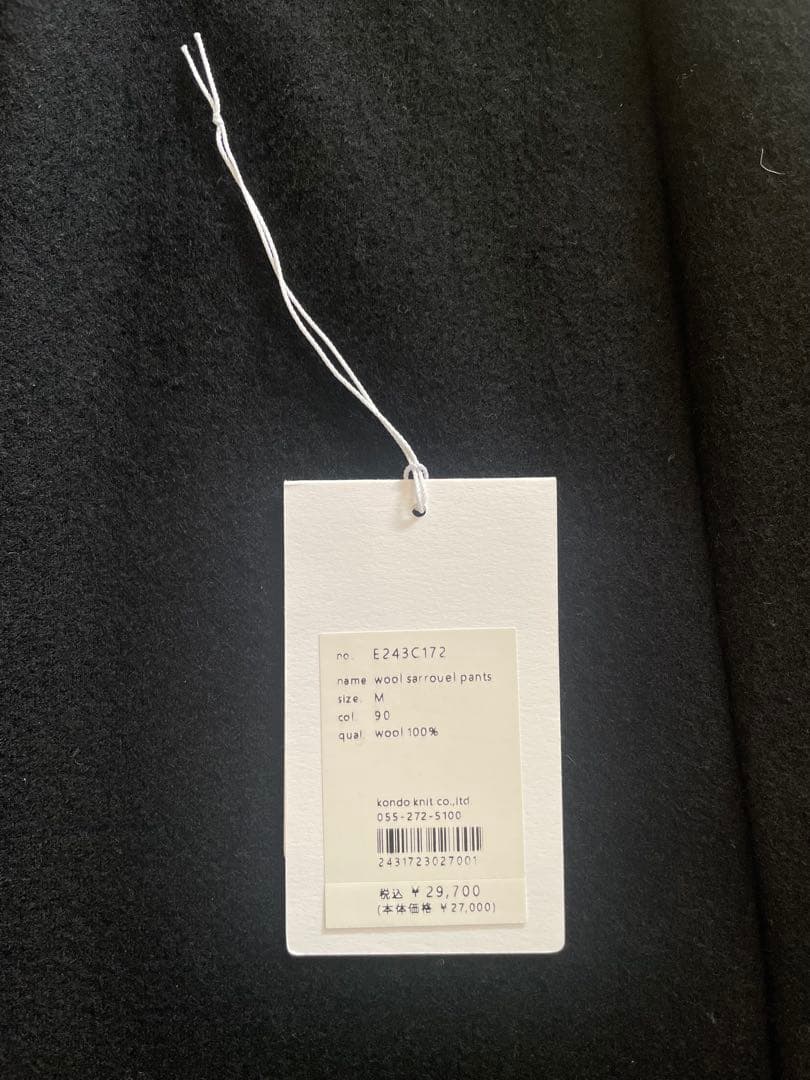 no. E243C172
name wool sarrouel pants
size. M
col. 90
qual. wool 100%
kondo knit co.,ltd.
055-272-5100
2431723027001
税込 ¥29,700
(本体価格 ¥27,000)